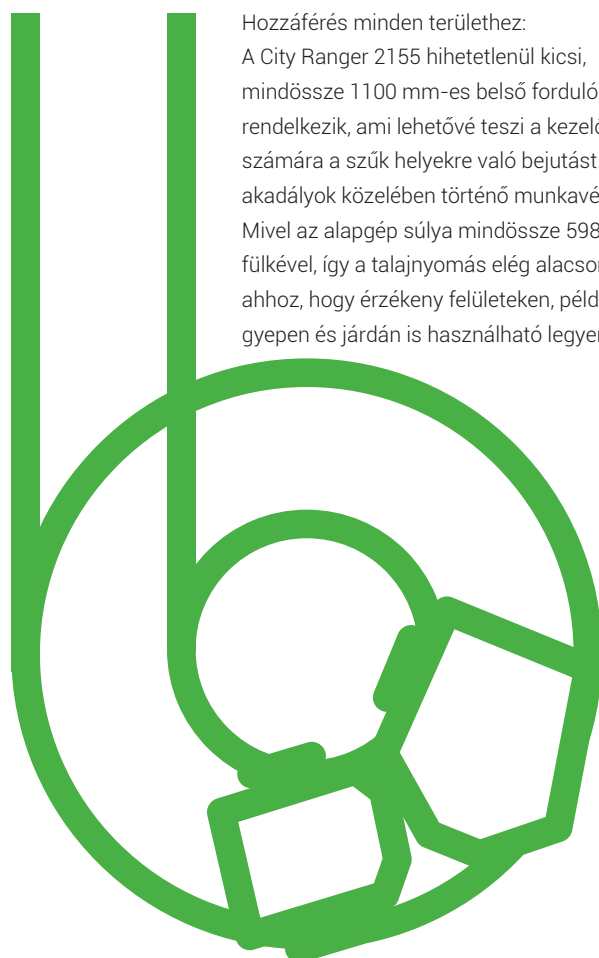 Hozzáférés minden területhez:
A City Ranger 2155 hihetetlenül kicsi,
mindössze 1100 mm-es belső forduló
rendelkezik, ami lehetővé teszi a kezelő
számára a szűk helyekre való bejutást
akadályok közelében történő munkavé
Mivel az alapgép súlya mindössze 598
fülkével, így a talajnyomás elég alacso
ahhoz, hogy érzékeny felületeken, péld
gyepen és járdán is használható legye